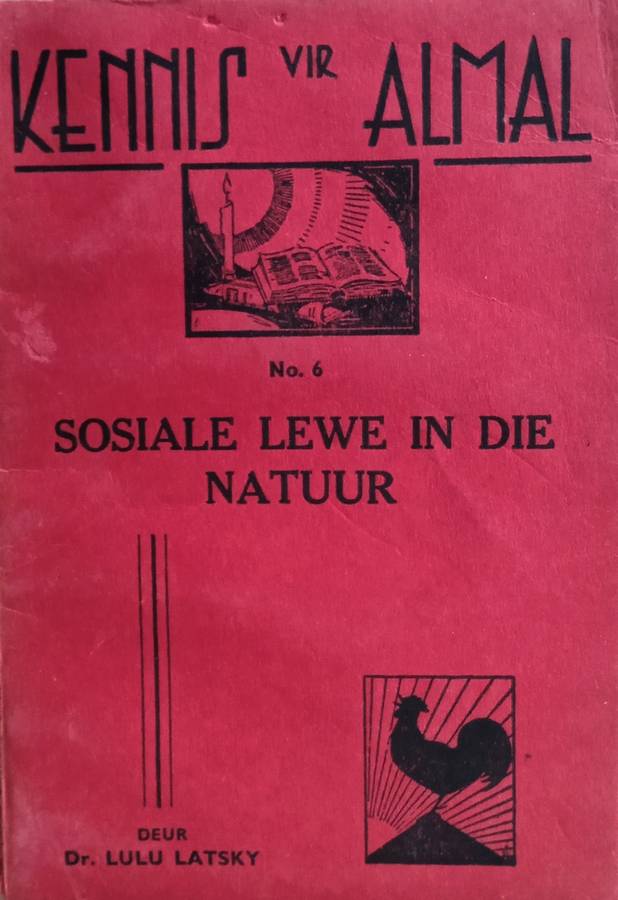 KENNIS VIR ALMAL
No. 6
SOSIALE LEWE IN DIE
NATUUR
DEUR
Dr. LULU LATSKY